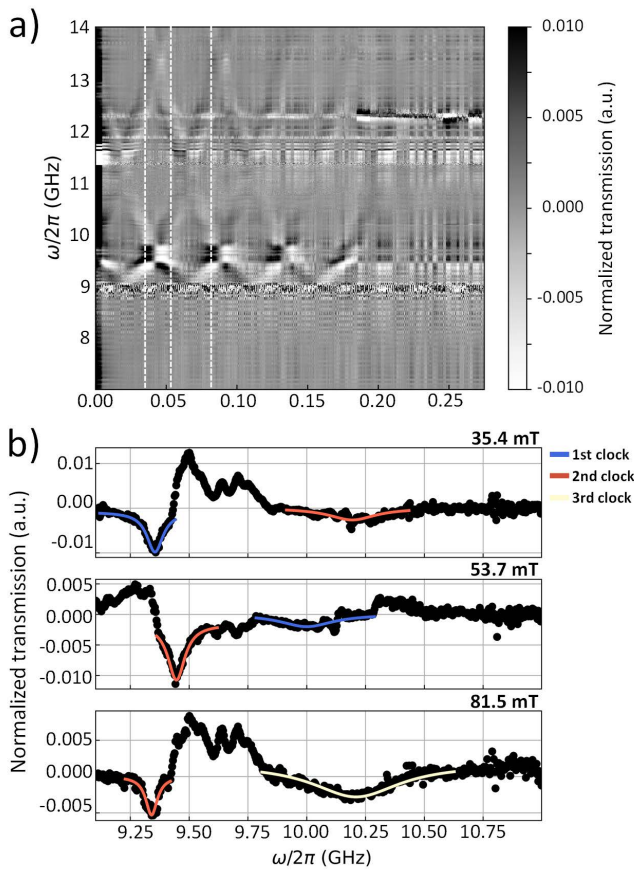 a)
14
13
12
11
10
9
8
ω/2π (GHz)
0.00
0.05
0.10
0.15
0.20
0.25
0.010
0.005
0.000
-0.005
-0.010
Normalized transmission (a.u.)
b)
35.4 mT
0.01
0.00
-0.01
1st clock
2nd clock
3rd clock
53.7 mT
0.005
0.000
-0.005
-0.010
81.5 mT
0.005
0.000
-0.005
Normalized transmission (a.u.)
9.25
9.50
9.75
10.00
10.25
10.50
10.75
ω/2π (GHz)